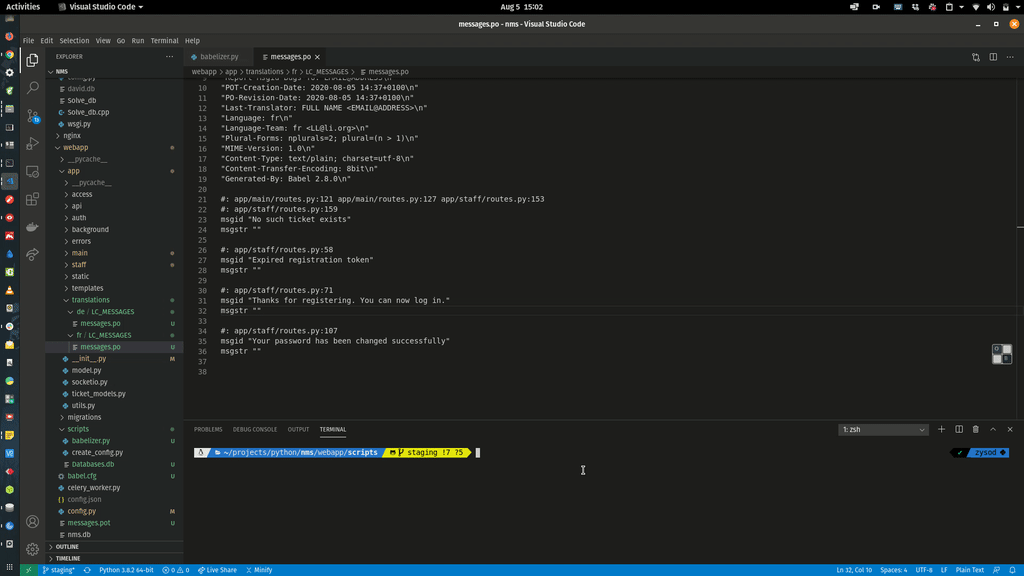 Activities
Visual Studio Code
Aug 5 15:02
messages.po - nms - Visual Studio Code
File Edit Selection View Go Run Terminal Help
EXPLORER
NMS
david.db
Solve_db
Solve_db.cpp
wsgi.py
nginx
webapp
__pycache__
app
__pycache__
access
api
auth
background
errors
main
staff
static
templates
translations
de / LC_MESSAGES
messages.po U
fr / LC_MESSAGES
messages.po U
__init__.py M
model.py
socketio.py
ticket_models.py
utils.py
migrations
scripts
babelizer.py U
create_config.py
Databases.db U
babel.cfg U
celery_worker.py
config.json
config.py M
messages.pot U
nms.db
OUTLINE
TIMELINE
babelizer.py messages.po
webapp > app > translations > fr > LC_MESSAGES > messages.po
10 "POT-Creation-Date: 2020-08-05 14:37+0100\n"
11 "PO-Revision-Date: 2020-08-05 14:37+0100\n"
12 "Last-Translator: FULL NAME <EMAIL@ADDRESS>\n"
13 "Language: fr\n"
14 "Language-Team: fr <LL@li.org>\n"
15 "Plural-Forms: nplurals=2; plural=(n > 1)\n"
16 "MIME-Version: 1.0\n"
17 "Content-Type: text/plain; charset=utf-8\n"
18 "Content-Transfer-Encoding: 8bit\n"
19 "Generated-By: Babel 2.8.0\n"
20
21 #: app/main/routes.py:121 app/main/routes.py:127 app/staff/routes.py:153
22 #: app/staff/routes.py:159
23 msgid "No such ticket exists"
24 msgstr ""
25
26 #: app/staff/routes.py:58
27 msgid "Expired registration token"
28 msgstr ""
29
30 #: app/staff/routes.py:71
31 msgid "Thanks for registering. You can now log in."
32 msgstr ""
33
34 #: app/staff/routes.py:107
35 msgid "Your password has been changed successfully"
36 msgstr ""
37
38
PROBLEMS DEBUG CONSOLE OUTPUT TERMINAL
1: zsh
~/projects/python/nms/webapp/scripts staging !7 ?5
zysod
staging* Python 3.8.2 64-bit 0 0 Live Share Minify
Ln 32, Col 10 Spaces: 4 UTF-8 LF Plain Text